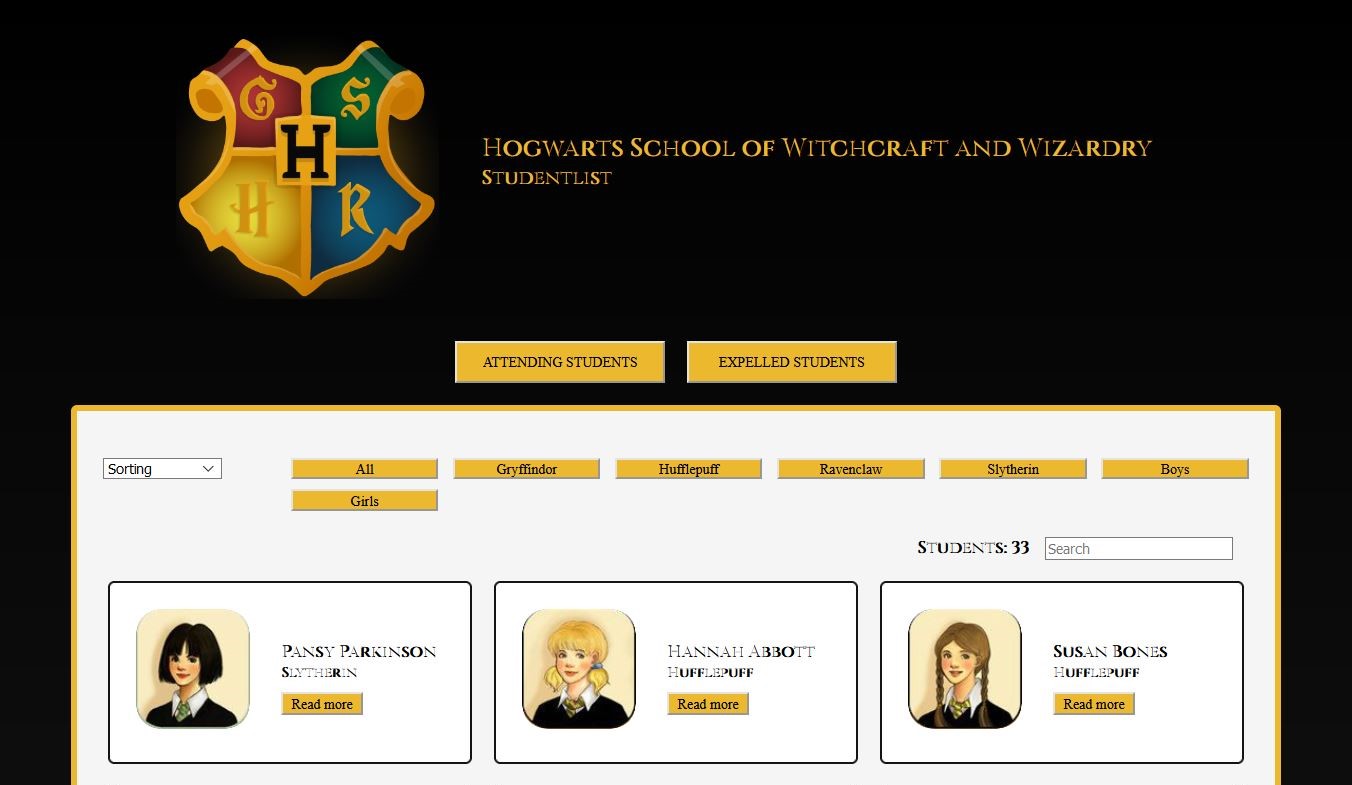 G S
H
H R
Hogwarts School of Witchcraft and Wizardry
Studentlist
ATTENDING STUDENTS EXPELLED STUDENTS
Sorting All Gryffindor Hufflepuff Ravenclaw Slytherin Boys
Girls
Students: 33 Search
Pansy Parkinson Hannah Abbott Susan Bones
Slytherin Hufflepuff Hufflepuff
Read more Read more Read more